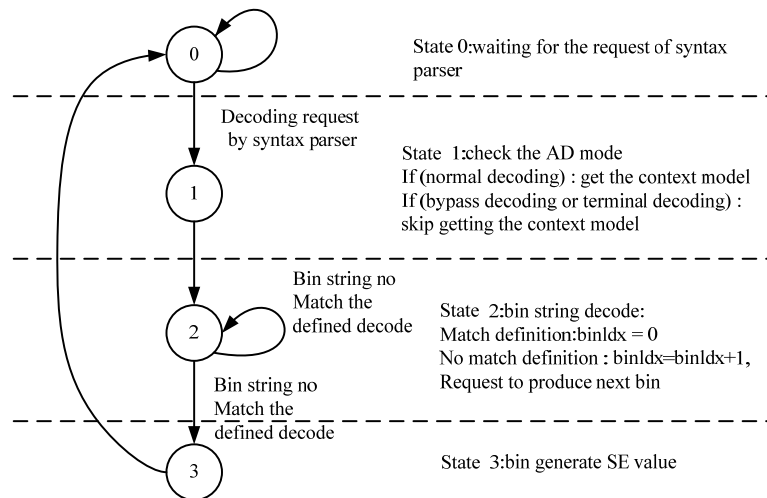 0
State 0:waiting for the request of syntax
parser
Decoding request
by syntax parser
1
State 1:check the AD mode
If (normal decoding) : get the context model
If (bypass decoding or terminal decoding) :
skip getting the context model
Bin string no
Match the
defined decode
2
State 2:bin string decode:
Match definition:binIdx = 0
No match definition : binIdx=binIdx+1,
Request to produce next bin
Bin string no
Match the
defined decode
3
State 3:bin generate SE value